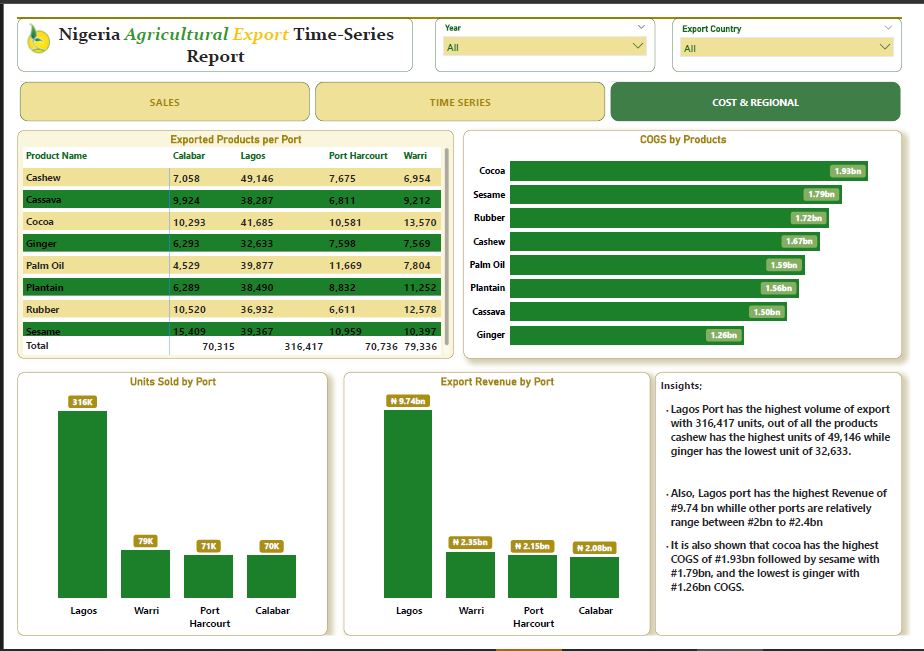 Nigeria Agricultural Export Time-Series
Report
Year
All
Export Country
All
SALES
TIME SERIES
COST & REGIONAL
Exported Products per Port
Product Name Calabar Lagos Port Harcourt Warri
Cashew 7,058 49,146 7,675 6,954
Cassava 9,924 38,287 6,811 9,212
Cocoa 10,293 41,685 10,581 13,570
Ginger 6,293 32,633 7,598 7,569
Palm Oil 4,529 39,877 11,669 7,804
Plantain 6,289 38,490 8,832 11,252
Rubber 10,520 36,932 6,611 12,578
Sesame 15,409 39,367 10,959 10,397
Total 70,315 316,417 70,736 79,336
COGS by Products
Cocoa 1.93bn
Sesame 1.79bn
Rubber 1.72bn
Cashew 1.67bn
Palm Oil 1.59bn
Plantain 1.56bn
Cassava 1.50bn
Ginger 1.26bn
Units Sold by Port
316K
79K
71K
70K
Lagos Warri Port Calabar
Harcourt
Export Revenue by Port
₦ 9.74bn
₦ 2.35bn
₦ 2.15bn
₦ 2.08bn
Lagos Warri Port Calabar
Harcourt
Insights;
· Lagos Port has the highest volume of export
with 316,417 units, out of all the products
cashew has the highest units of 49,146 while
ginger has the lowest unit of 32,633.
· Also, Lagos port has the highest Revenue of
#9.74 bn whille other ports are relatively
range between #2bn to #2.4bn
· It is also shown that cocoa has the highest
COGS of #1.93bn followed by sesame with
#1.79bn, and the lowest is ginger with
#1.26bn COGS.